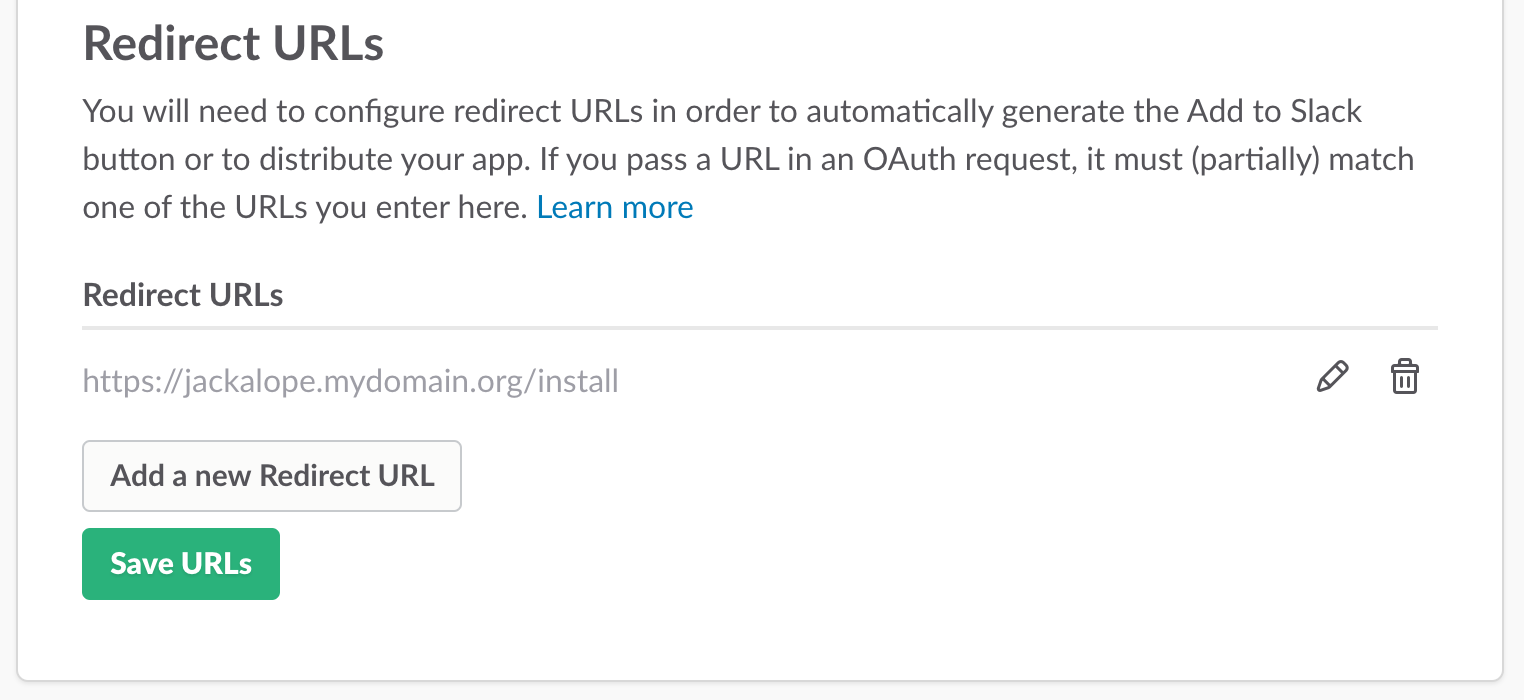 Redirect URLs
You will need to configure redirect URLs in order to automatically generate the Add to Slack
button or to distribute your app. If you pass a URL in an OAuth request, it must (partially) match
one of the URLs you enter here. Learn more
Redirect URLs
https://jackalope.mydomain.org/install
Add a new Redirect URL
Save URLs